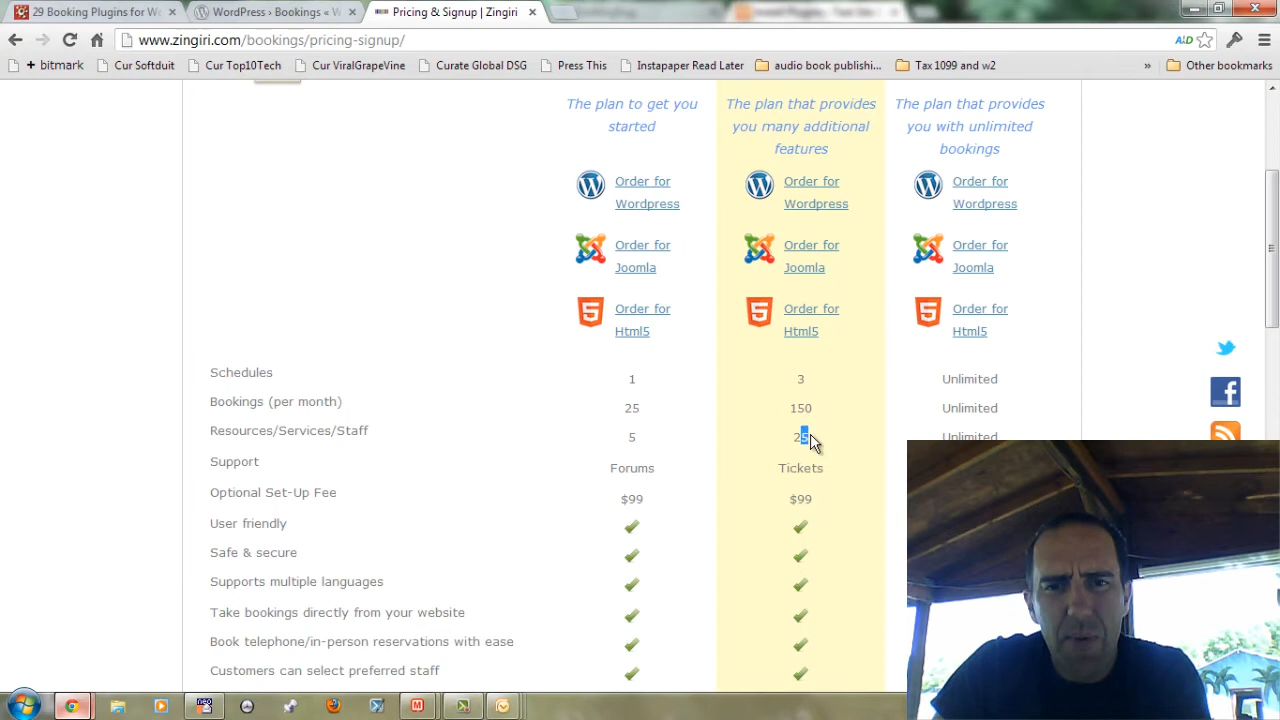 29 Booking Plugins for Wo
WordPress › Bookings « W
Pricing & Signup | Zingiri
www.zingiri.com/bookings/pricing-signup/
+ bitmark
Cur Softduit
Cur Top10Tech
Cur ViralGrapeVine
Curate Global DSG
Press This
Instapaper Read Later
audio book publishi...
Tax 1099 and w2
»
Other bookmarks
The plan to get you
started
The plan that provides
you many additional
features
The plan that provides
you with unlimited
bookings
Order for
Wordpress
Order for
Wordpress
Order for
Wordpress
Order for
Joomla
Order for
Joomla
Order for
Joomla
Order for
Html5
Order for
Html5
Order for
Html5
Schedules 1 3 Unlimited
Bookings (per month) 25 150 Unlimited
Resources/Services/Staff 5 25 Unlimited
Support Forums Tickets
Optional Set-Up Fee $99 $99
User friendly
Safe & secure
Supports multiple languages
Take bookings directly from your website
Book telephone/in-person reservations with ease
Customers can select preferred staff